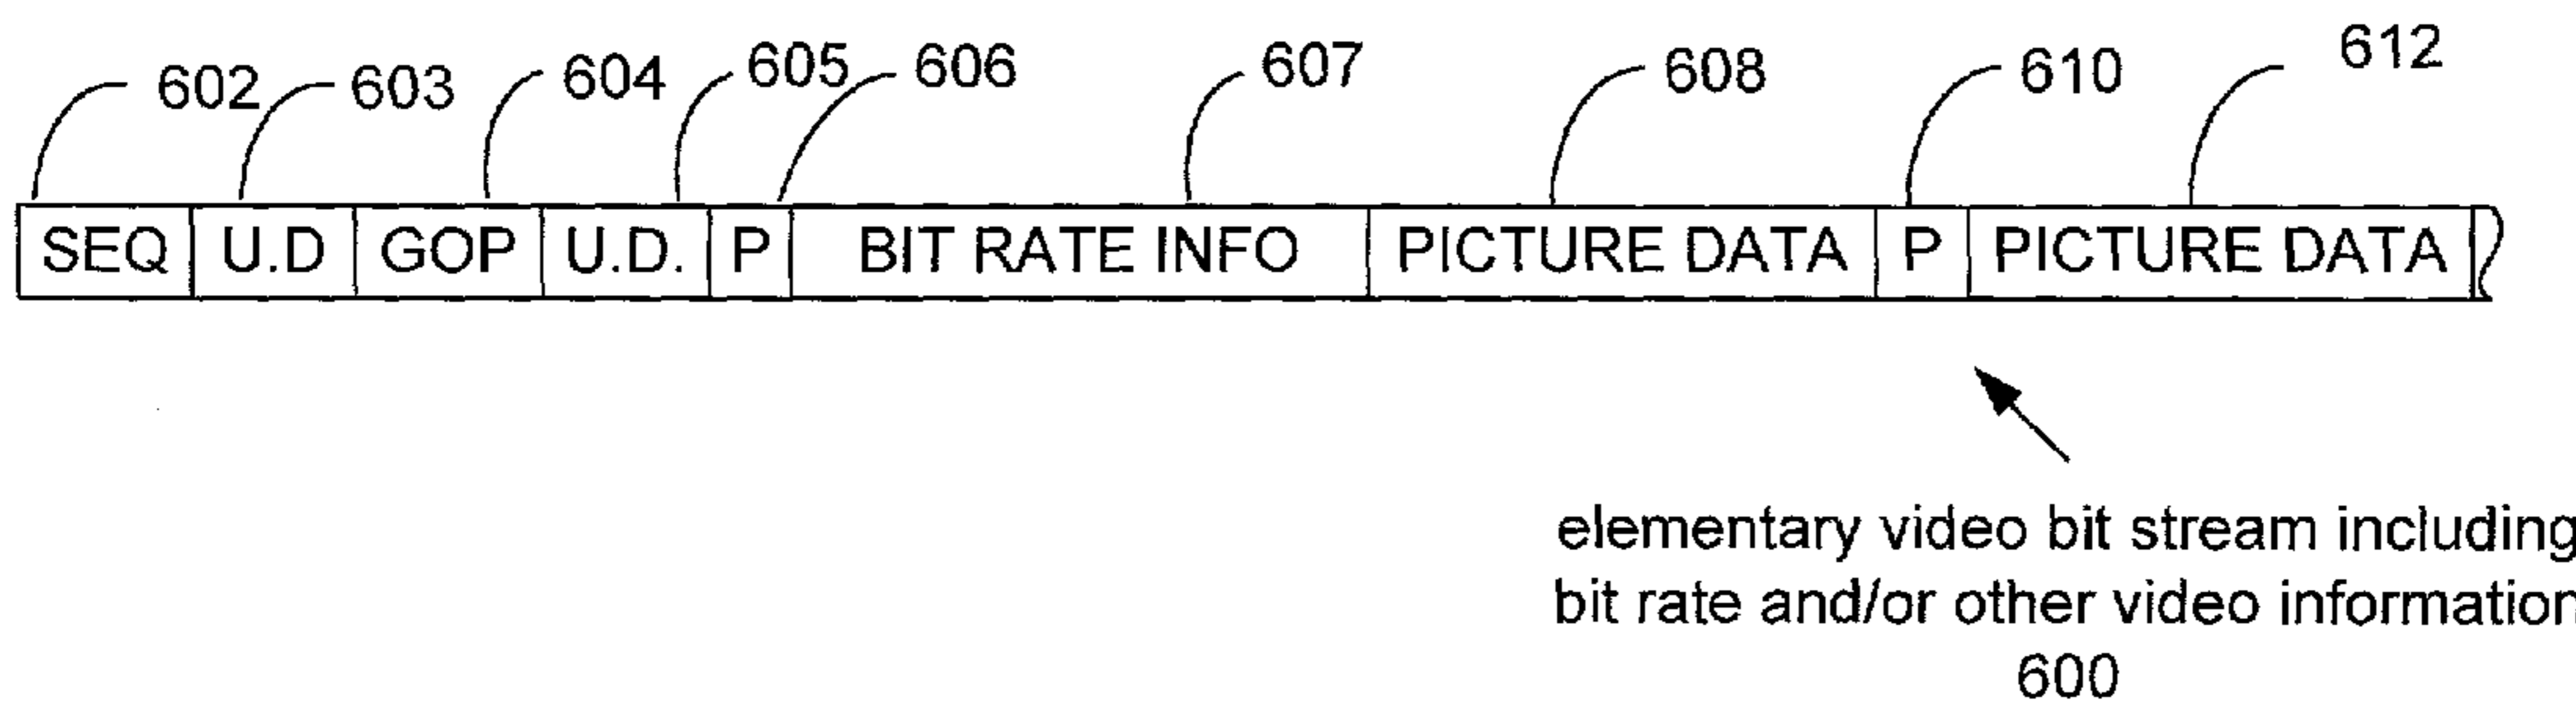 602 603 604 605 606 607 608 610 612
SEQ U.D GOP U.D. P BIT RATE INFO PICTURE DATA P PICTURE DATA
elementary video bit stream including
bit rate and/or other video information
600